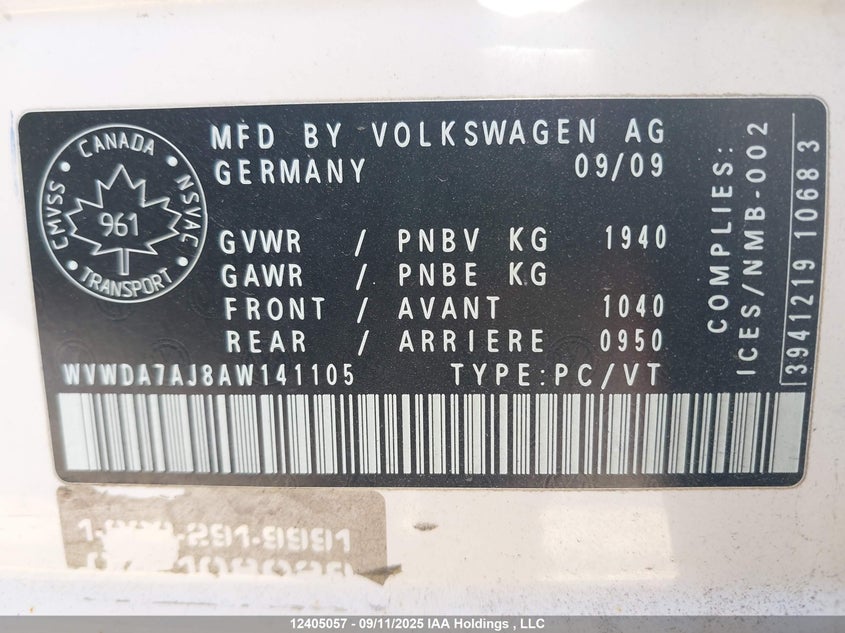 CANADA
CMVSS
NSVAC
961
TRANSPORT
MFD BY VOLKSWAGEN AG
GERMANY 09/09
GVWR / PNBV KG 1940
GAWR / PNBE KG
FRONT / AVANT 1040
REAR / ARRIERE 0950
WVWDA7AJ8AW141105 TYPE:PC/VT
COMPLIES:
ICES/NMB-002
3941219 10683
291-9991
12405057 - 09/11/2025 IAA Holdings , LLC